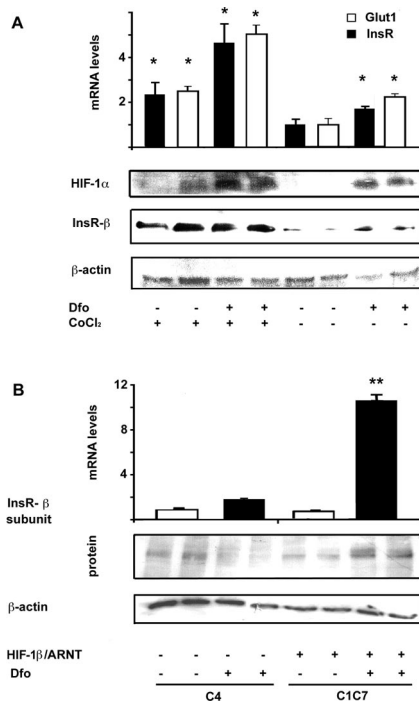 A
Glut1
InsR
mRNA levels
4
2
* * * * * *
HIF-1α
InsR-β
β-actin
Dfo - - + + - - + +
CoCl₂ + + + + - - - -
B
mRNA levels
12
8
4
**
InsR- β
subunit
protein
β-actin
HIF-1β/ARNT - - - - + + + +
Dfo - - + + - - + +
C4 C1C7